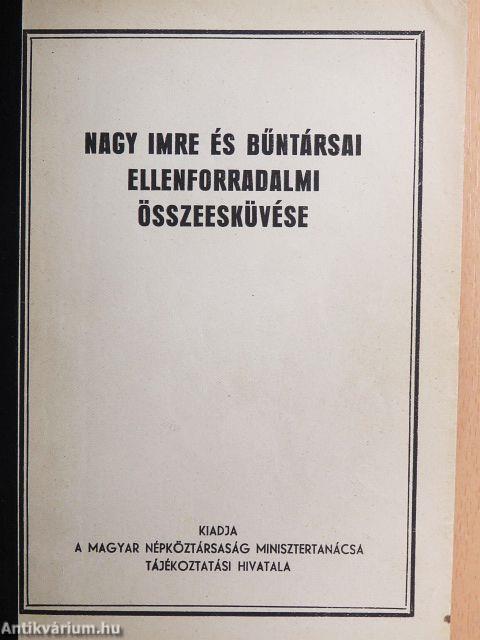 NAGY IMRE ÉS BŰNTÁRSAI
ELLENFORRADALMI
ÖSSZEESKÜVÉSE
KIADJA
A MAGYAR NÉPKÖZTÁRSASÁG MINISZTERTANÁCSA
TÁJÉKOZTATÁSI HIVATALA
Antikvárium.hu